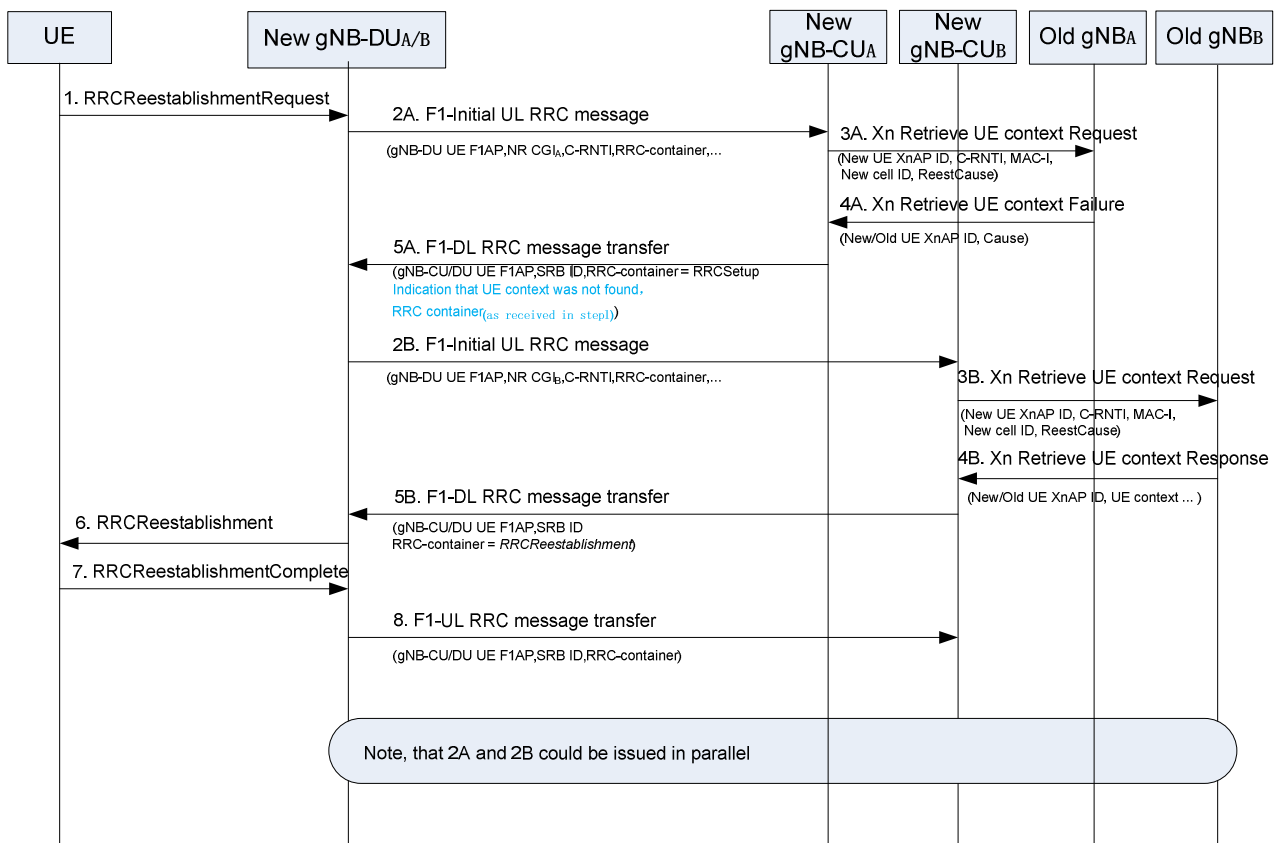 UE
New gNB-DUA/B
New
gNB-CUA
New
gNB-CUB
Old gNBA
Old gNBB
1. RRCReestablishmentRequest
2A. F1-Initial UL RRC message
(gNB-DU UE F1AP,NR CGIA,C-RNTI,RRC-container,...
3A. Xn Retrieve UE context Request
(New UE XnAP ID, C-RNTI, MAC-I,
New cell ID, ReestCause)
4A. Xn Retrieve UE context Failure
(New/Old UE XnAP ID, Cause)
5A. F1-DL RRC message transfer
(gNB-CU/DU UE F1AP,SRB ID,RRC-container = RRCSetup
Indication that UE context was not found,
RRC container(as received in step1))
2B. F1-Initial UL RRC message
(gNB-DU UE F1AP,NR CGIB,C-RNTI,RRC-container,...
3B. Xn Retrieve UE context Request
(New UE XnAP ID, C-RNTI, MAC-I,
New cell ID, ReestCause)
4B. Xn Retrieve UE context Response
(New/Old UE XnAP ID, UE context ... )
5B. F1-DL RRC message transfer
(gNB-CU/DU UE F1AP,SRB ID
RRC-container = RRCReestablishment)
6. RRCReestablishment
7. RRCReestablishmentComplete
8. F1-UL RRC message transfer
(gNB-CU/DU UE F1AP,SRB ID,RRC-container)
Note, that 2A and 2B could be issued in parallel